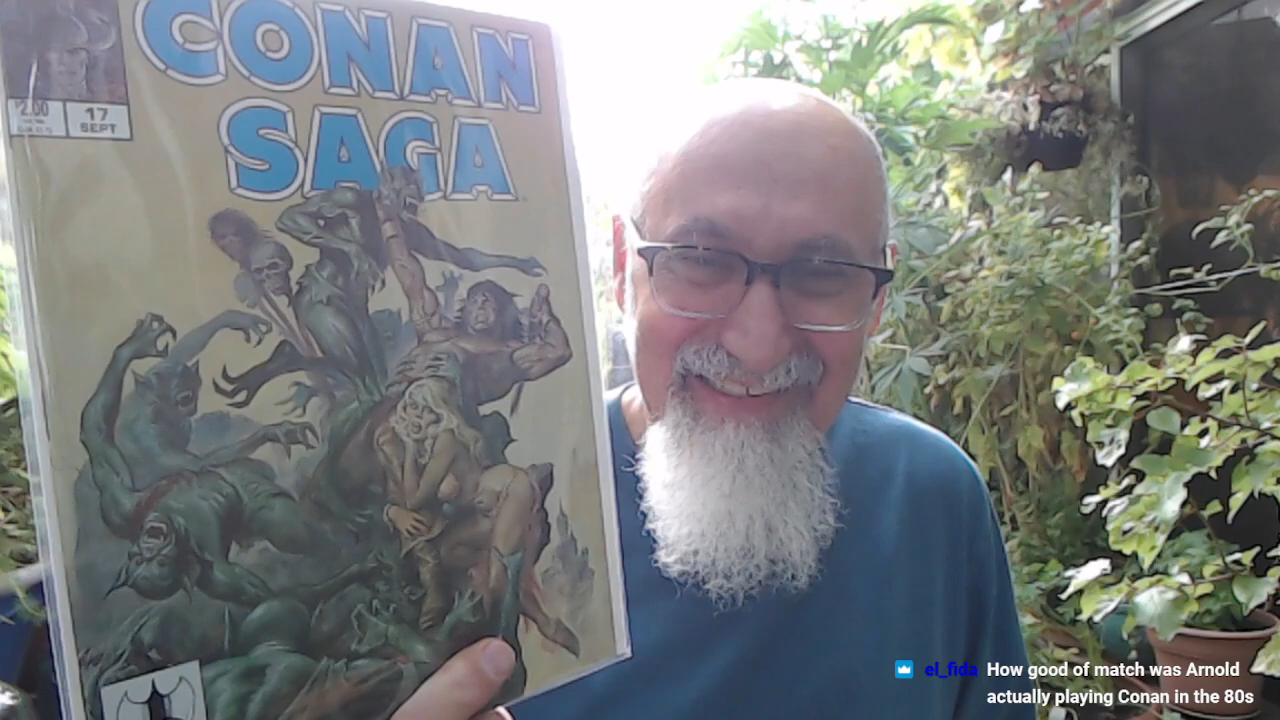 CONAN
SAGA
$2.00
17
SEPT
el_fida How good of match was Arnold
actually playing Conan in the 80s